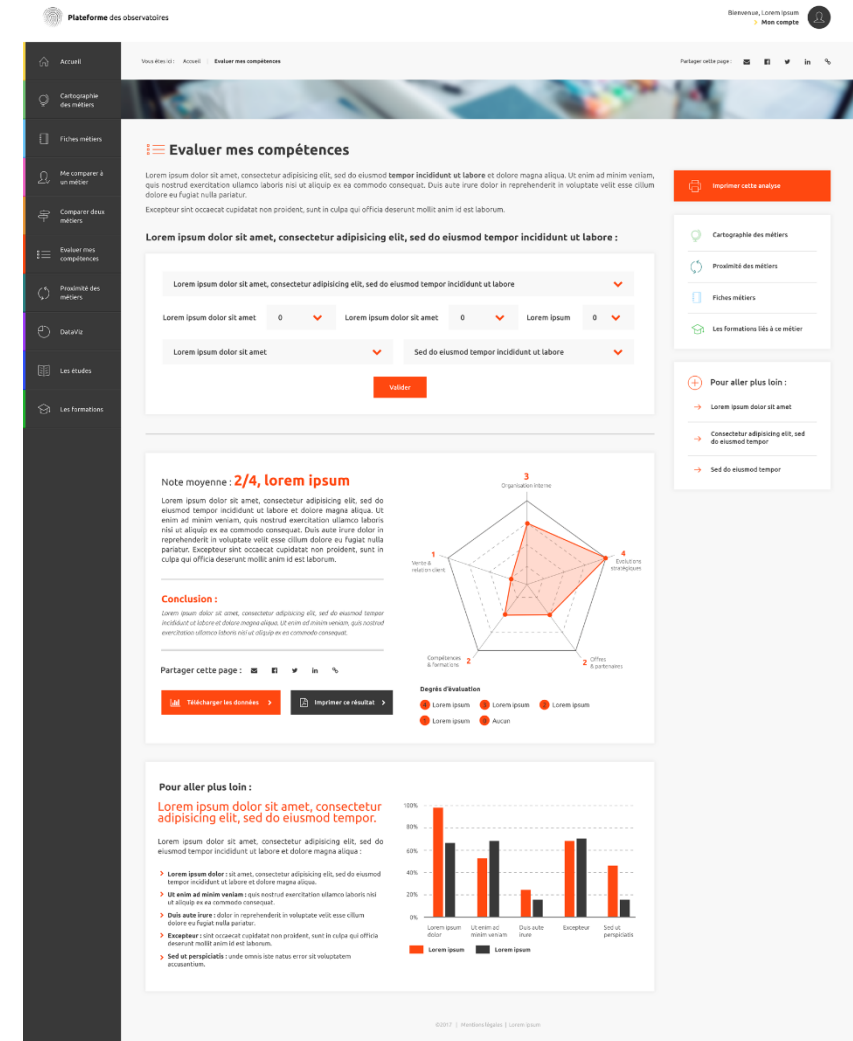 Plateforme des observatoires
Bienvenue, Lorem Ipsum
Mon compte
Accueil
Cartographie
des métiers
Fiches métiers
Me comparer à
un métier
Comparer deux
métiers
Evaluer mes
compétences
Proximité des
métiers
DataViz
Les études
Les formations
Vous êtes ici : Accueil : Evaluer mes compétences
Partager cette page :
Evaluer mes compétences
Lorem ipsum dolor sit amet, consectetur adipisicing elit, sed do eiusmod tempor incididunt ut labore et dolore magna aliqua. Ut enim ad minim veniam,
quis nostrud exercitation ullamco laboris nisi ut aliquip ex ea commodo consequat. Duis aute irure dolor in reprehenderit in voluptate velit esse cillum
dolore eu fugiat nulla pariatur.
Excepteur sint occaecat cupidatat non proident, sunt in culpa qui officia deserunt mollit anim id est laborum.
Lorem ipsum dolor sit amet, consectetur adipisicing elit, sed do eiusmod tempor incididunt ut labore :
Lorem ipsum dolor sit amet, consectetur adipisicing elit, sed do eiusmod tempor incididunt ut labore
Lorem ipsum dolor sit amet 0 Lorem ipsum dolor sit amet 0 Lorem ipsum 0
Lorem ipsum dolor sit amet
Sed do eiusmod tempor incididunt ut labore
Valider
Imprimer cette analyse
Cartographie des métiers
Proximité des métiers
Fiches métiers
Les formations liés à ce métier
Pour aller plus loin :
Lorem ipsum dolor sit amet
Consectetur adipisicing elit, sed
do eiusmod tempor
Sed do eiusmod tempor
Note moyenne : 2/4, lorem ipsum
Lorem ipsum dolor sit amet, consectetur adipisicing elit, sed do
eiusmod tempor incididunt ut labore et dolore magna aliqua. Ut
enim ad minim veniam, quis nostrud exercitation ullamco laboris
nisi ut aliquip ex ea commodo consequat. Duis aute irure dolor in
reprehenderit in voluptate velit esse cillum dolore eu fugiat nulla
pariatur. Excepteur sint occaecat cupidatat non proident, sunt in
culpa qui officia deserunt mollit anim id est laborum.
Conclusion :
Lorem ipsum dolor sit amet, consectetur adipisicing elit, sed do eiusmod tempor
incididunt ut labore et dolore magna aliqua. Ut enim ad minim veniam, quis nostrud
exercitation ullamco laboris nisi ut aliquip ex ea commodo consequat.
Partager cette page :
Télécharger les données
Imprimer ce résultat
3
Organisation interne
1
Vente &
relation client
4
Evolutions
stratégiques
Compétences
& formations
2
2
Offres
& partenaires
Degrés d'évaluation
4 Lorem ipsum 3 Lorem ipsum 2 Lorem ipsum
1 Lorem ipsum 0 Aucun
Pour aller plus loin :
Lorem ipsum dolor sit amet, consectetur
adipisicing elit, sed do eiusmod tempor.
Lorem ipsum dolor sit amet, consectetur adipisicing elit, sed do
eiusmod tempor incididunt ut labore et dolore magna aliqua :
Lorem ipsum dolor : sit amet, consectetur adipisicing elit, sed do eiusmod
tempor incididunt ut labore et dolore magna aliqua.
Ut enim ad minim veniam : quis nostrud exercitation ullamco laboris nisi
ut aliquip ex ea commodo consequat.
Duis aute irure : dolor in reprehenderit in voluptate velit esse cillum
dolore eu fugiat nulla pariatur.
Excepteur : sint occaecat cupidatat non proident, sunt in culpa qui officia
deserunt mollit anim id est laborum.
Sed ut perspiciatis : unde omnis iste natus error sit voluptatem
accusantium.
100%
80%
60%
40%
20%
0%
Lorem ipsum
dolor
Ut enim ad
minim veniam
Duis aute
irure
Excepteur
Sed ut
perspiciatis
Lorem ipsum
Lorem ipsum
©2017 | Mentions légales | Lorem ipsum